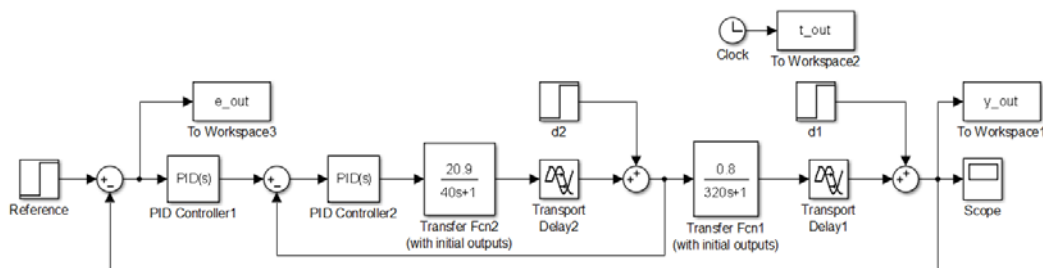 t_out
Clock
To Workspace2
e_out
To Workspace3
d2
d1
y_out
To Workspace1
Reference
+
−
PID(s)
PID Controller1
+
−
PID(s)
PID Controller2
20.9
40s+1
Transfer Fcn2
(with initial outputs)
Transport
Delay2
+
+
0.8
320s+1
Transfer Fcn1
(with initial outputs)
Transport
Delay1
+
+
Scope